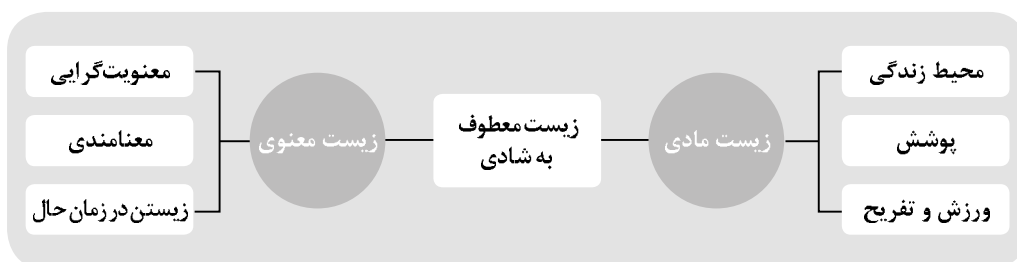 محیط زندگی
پوشش
ورزش و تفریح
زیست مادی
زیست معطوف
به شادی
زیست معنوی
معنویت‌گرایی
معنامندی
زیستن در زمان حال